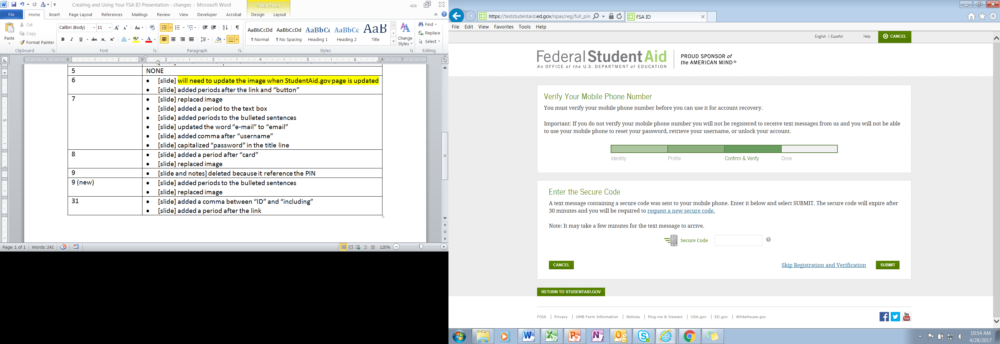 Creating and Using Your FSA ID Presentation - changes - Microsoft Word
Table Tools
File Home Insert Page Layout References Mailings Review View Developer Acrobat Design Layout
Cut
Copy
Format Painter
Paste
Clipboard
Calibri (Body) 11
Font
Paragraph
AaBbCcDd AaBbCcDd AaBbCc AaBbCc AaB
¶ Normal ¶ No Spacing Heading 1 Heading 2 Title
Change
Styles
Styles
Find
Replace
Select
Editing
1 1 2 3 4 5 6 7
5 NONE
6
• [slide] will need to update the image when StudentAid.gov page is updated
• [slide] added periods after the link and “button”
7
• [slide] replaced image
• [slide] added a period to the text box
• [slide] added periods to the bulleted sentences
• [slide] updated the word “e-mail” to “email”
• [slide] added comma after “username”
• [slide] capitalized “password” in the title line
8
• [slide] added a period after “card”
• [slide] replaced image
9
• [slide and notes] deleted because it reference the PIN
9 (new)
• [slide] added periods to the bulleted sentences
• [slide] replaced image
31
• [slide] added a comma between “ID” and “including”
• [slide] added a period after the link
Page: 1 of 1 Words: 241 120%
https://teststudentaid.ed.gov/npas/reg/full_pin
FSA ID
File Edit View Favorites Tools Help
English | Español Help CANCEL
Federal Student Aid
An OFFICE of the U.S. DEPARTMENT of EDUCATION
PROUD SPONSOR of
the AMERICAN MIND®
Verify Your Mobile Phone Number
You must verify your mobile phone number before you can use it for account recovery.
Important: If you do not verify your mobile phone number you will not be registered to receive text messages from us and you will not be able
to use your mobile phone to reset your password, retrieve your username, or unlock your account.
Identity Profile Confirm & Verify Done
Enter the Secure Code
A text message containing a secure code was sent to your mobile phone. Enter it below and select SUBMIT. The secure code will expire after
30 minutes and you will be required to request a new secure code.
Note: It may take a few minutes for the text message to arrive.
Secure Code
CANCEL Skip Registration and Verification SUBMIT
RETURN TO STUDENTAID.GOV
FOIA | Privacy | OMB Form Information | Notices | Plug-ins & Viewers | USA.gov | ED.gov | WhiteHouse.gov
You
Tube
10:54 AM
4/28/2017